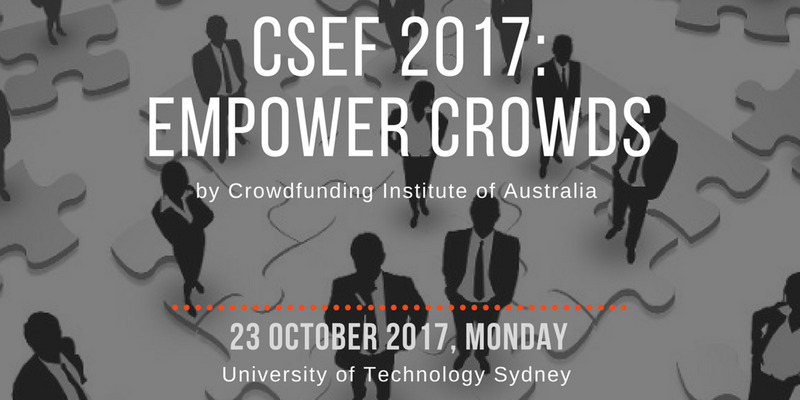 CSEF 2017:
EMPOWER CROWDS
by Crowdfunding Institute of Australia
23 OCTOBER 2017, MONDAY
University of Technology Sydney